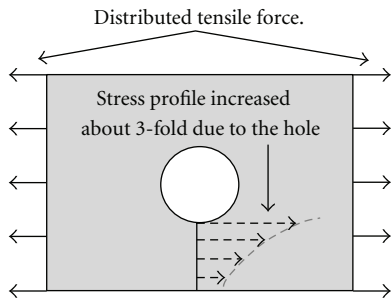 Distributed tensile force.
Stress profile increased
about 3-fold due to the hole